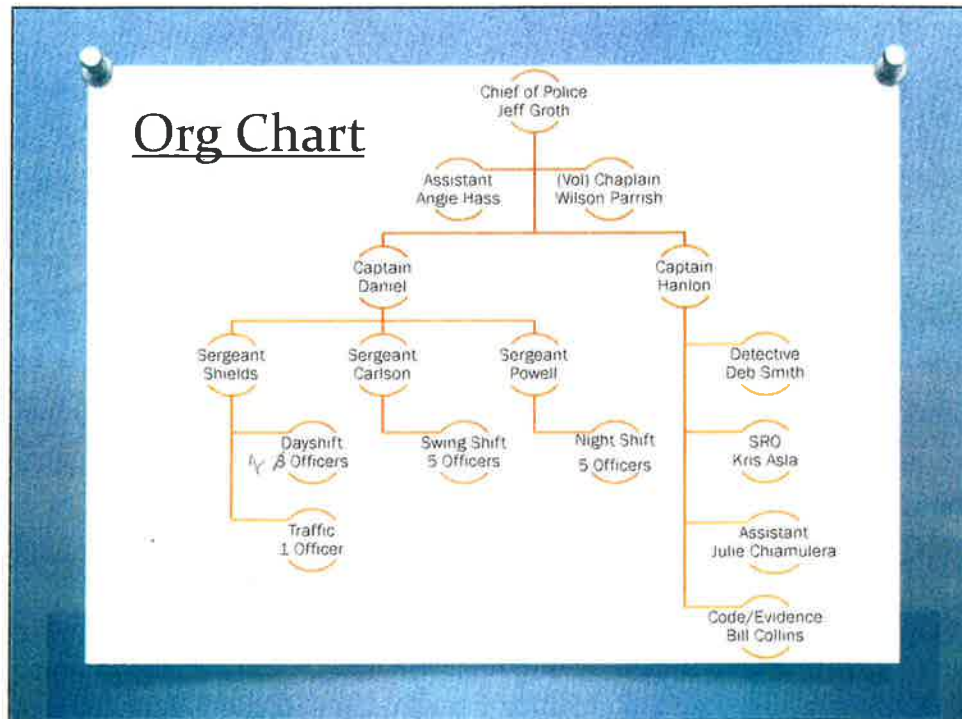 Org Chart
Chief of Police
Jeff Groth
Assistant
Angie Hass
(Vol) Chaplain
Wilson Parrish
Captain
Daniel
Captain
Hanlon
Sergeant
Shields
Sergeant
Carlson
Sergeant
Powell
Dayshift
Officers
Swing Shift
5 Officers
Night Shift
5 Officers
Traffic
1 Officer
Detective
Deb Smith
SRO
Kris Asla
Assistant
Julie Chiamulera
Code/Evidence
Bill Collins